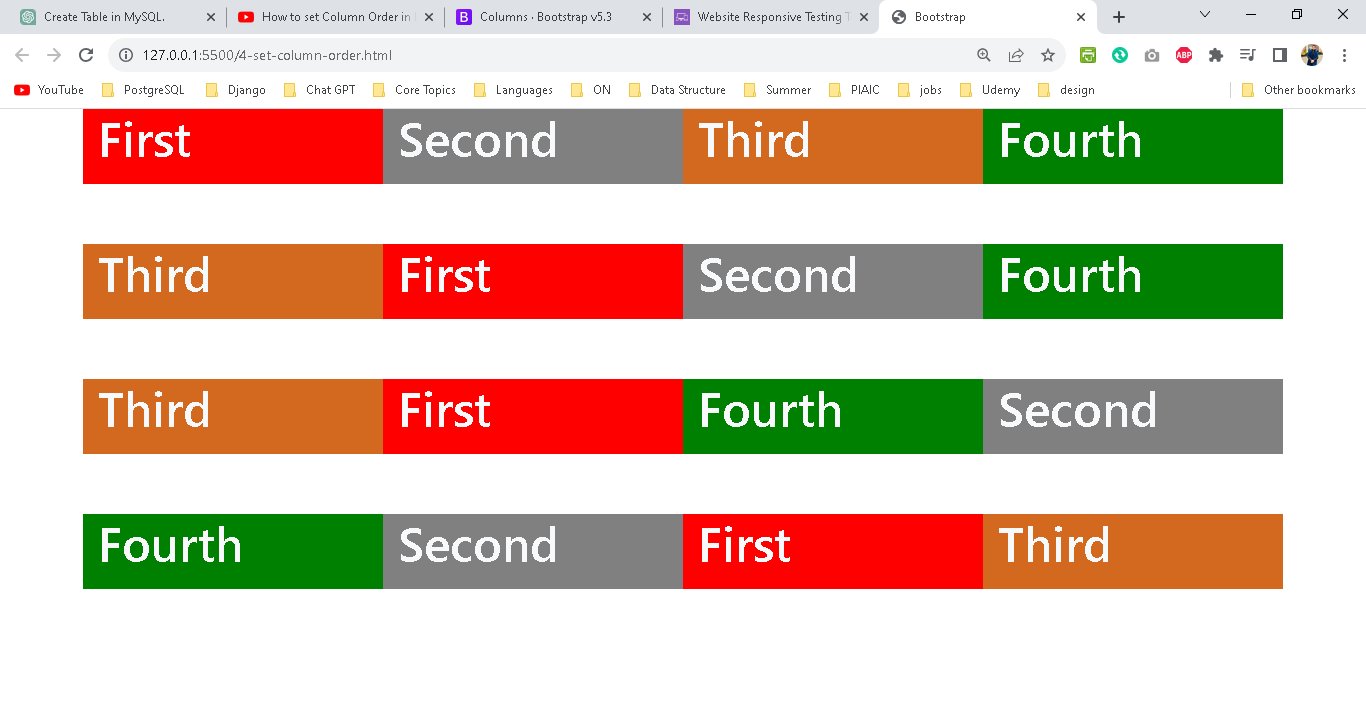 Create Table in MySQL. How to set Column Order in Columns · Bootstrap v5.3 Website Responsive Testing T Bootstrap
127.0.0.1:5500/4-set-column-order.html ABP
YouTube PostgreSQL Django Chat GPT Core Topics Languages ON Data Structure Summer PIAIC jobs Udemy design Other bookmarks
First Second Third Fourth
Third First Second Fourth
Third First Fourth Second
Fourth Second First Third